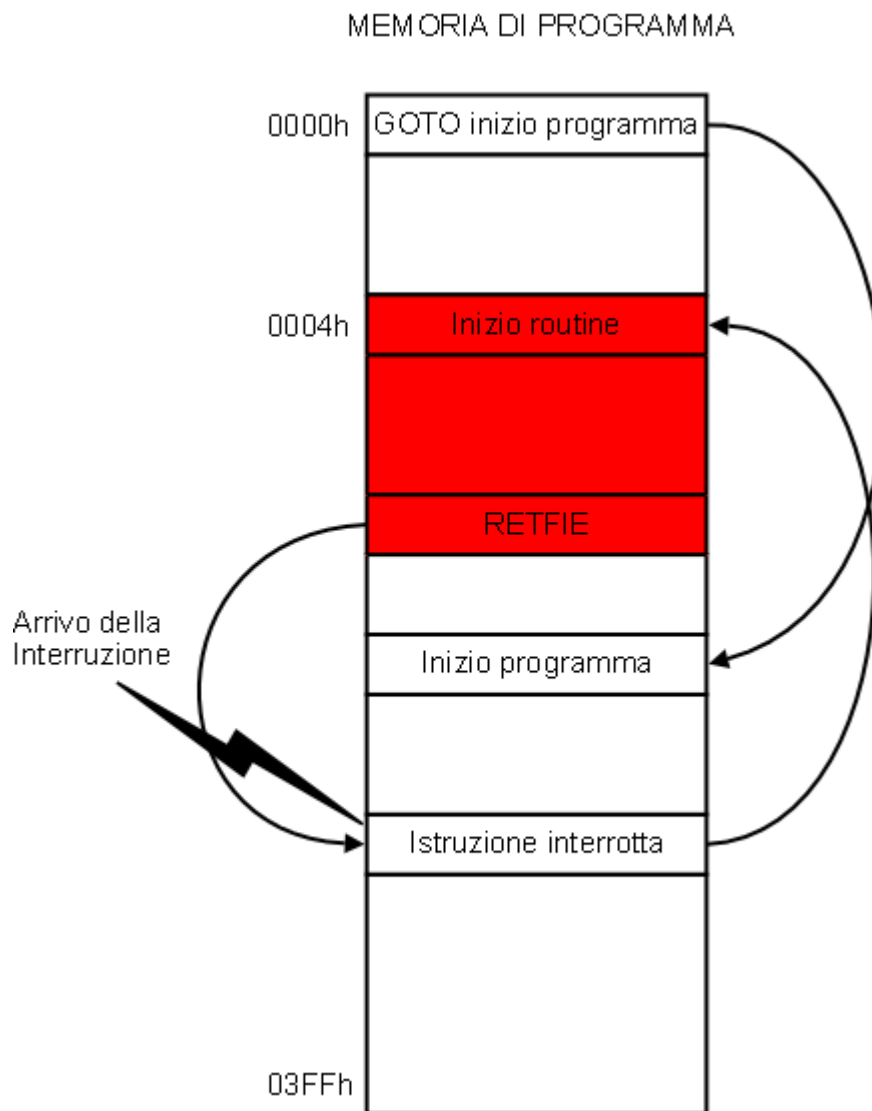 MEMORIA DI PROGRAMMA
0000h
GOTO inizio programma
0004h
Inizio routine
RETFIE
Arrivo della
Interruzione
Inizio programma
Istruzione interrotta
03FFh